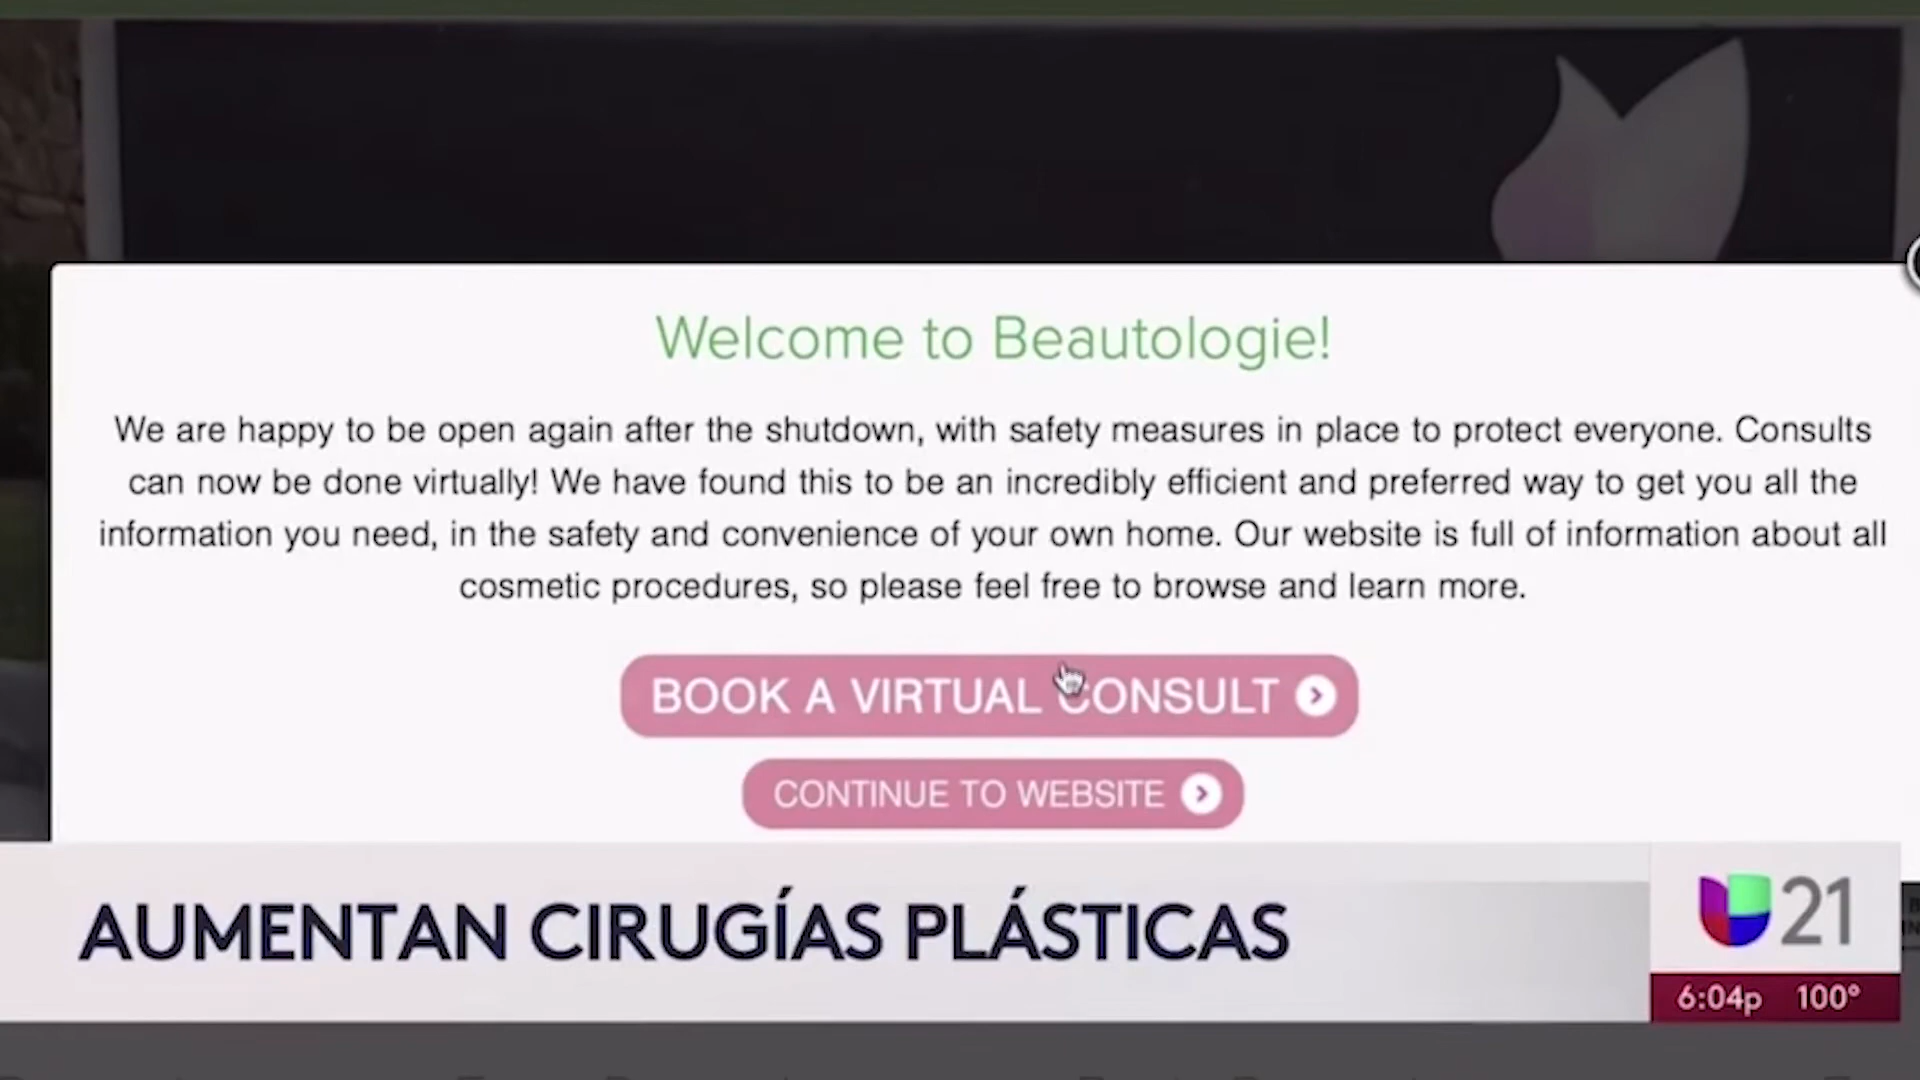 Welcome to Beautologie!
We are happy to be open again after the shutdown, with safety measures in place to protect everyone. Consults
can now be done virtually! We have found this to be an incredibly efficient and preferred way to get you all the
information you need, in the safety and convenience of your own home. Our website is full of information about all
cosmetic procedures, so please feel free to browse and learn more.
BOOK A VIRTUAL CONSULT
CONTINUE TO WEBSITE
AUMENTAN CIRUGÍAS PLÁSTICAS
21
6:04p 100°